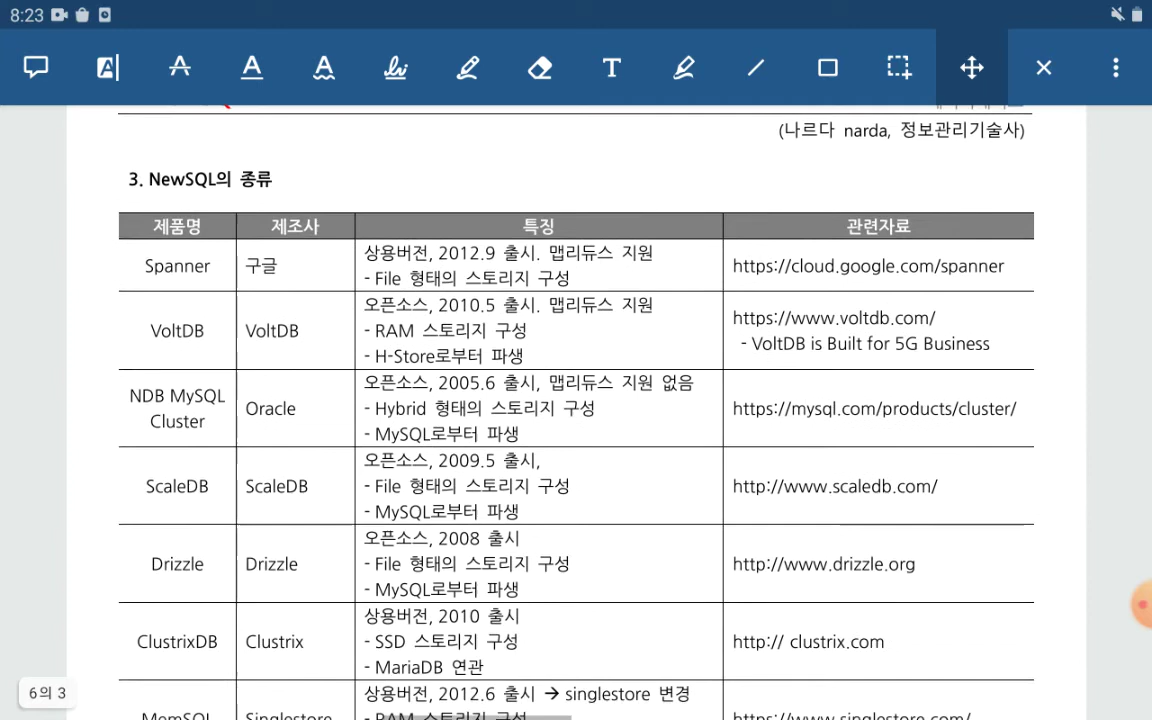 8:23
(나르다 narda, 정보관리기술사)
3. NewSQL의 종류
제품명 제조사 특징 관련자료
Spanner 구글 상용버전, 2012.9 출시. 맵리듀스 지원
- File 형태의 스토리지 구성
https://cloud.google.com/spanner
VoltDB VoltDB 오픈소스, 2010.5 출시. 맵리듀스 지원
- RAM 스토리지 구성
- H-Store로부터 파생
https://www.voltdb.com/
- VoltDB is Built for 5G Business
NDB MySQL
Cluster
Oracle
오픈소스, 2005.6 출시, 맵리듀스 지원 없음
- Hybrid 형태의 스토리지 구성
- MySQL로부터 파생
https://mysql.com/products/cluster/
ScaleDB ScaleDB 오픈소스, 2009.5 출시,
- File 형태의 스토리지 구성
- MySQL로부터 파생
http://www.scaledb.com/
Drizzle Drizzle 오픈소스, 2008 출시
- File 형태의 스토리지 구성
- MySQL로부터 파생
http://www.drizzle.org
ClustrixDB Clustrix 상용버전, 2010 출시
- SSD 스토리지 구성
- MariaDB 연관
http:// clustrix.com
MemSQL Singlestore 상용버전, 2012.6 출시 → singlestore 변경
- RAM 스토리지 구성
https://www.singlestore.com/
6의 3